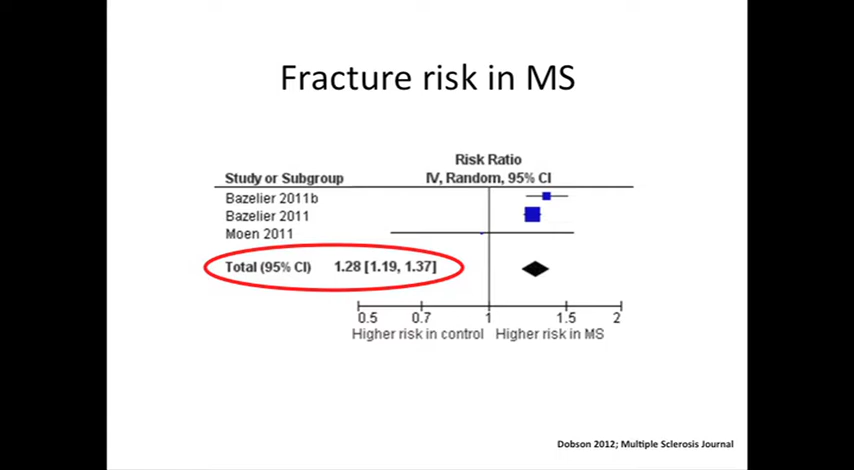 Fracture risk in MS
Risk Ratio
Study or Subgroup IV, Random, 95% CI
Bazelier 2011b
Bazelier 2011
Moen 2011
Total (95% CI) 1.28 [1.19, 1.37]
0.5 0.7 1 1.5 2
Higher risk in control Higher risk in MS
Dobson 2012; Multiple Sclerosis Journal